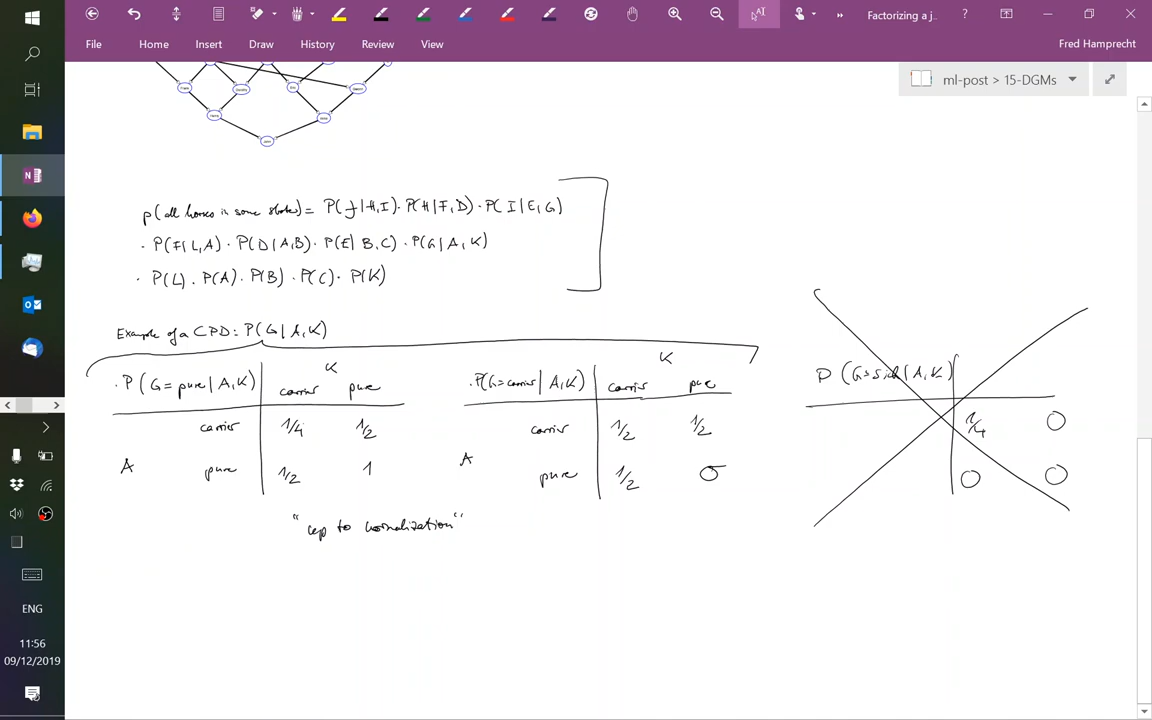 Factorizing a j...
?
File Home Insert Draw History Review View
Fred Hamprecht
ml-post > 15-DGMs
p(all horses in some state) = P(J|H,I) · P(H|F,D) · P(I|E,G)
· P(F|L,A) · P(D|A,B) · P(E|B,C) · P(G|A,K)
· P(L) · P(A) · P(B) · P(C) · P(K)
Example of a CPD: P(G|A,K)
K
·P(G=pure|A,K) carrier pure
carrier 1/4 1/2
A pure 1/2 1
K
·P(G=carrier|A,K) carrier pure
carrier 1/2 1/2
A pure 1/2 0
P(G=sick|A,K)
1/4 0
0 0
"up to normalization"
ENG
11:56
09/12/2019